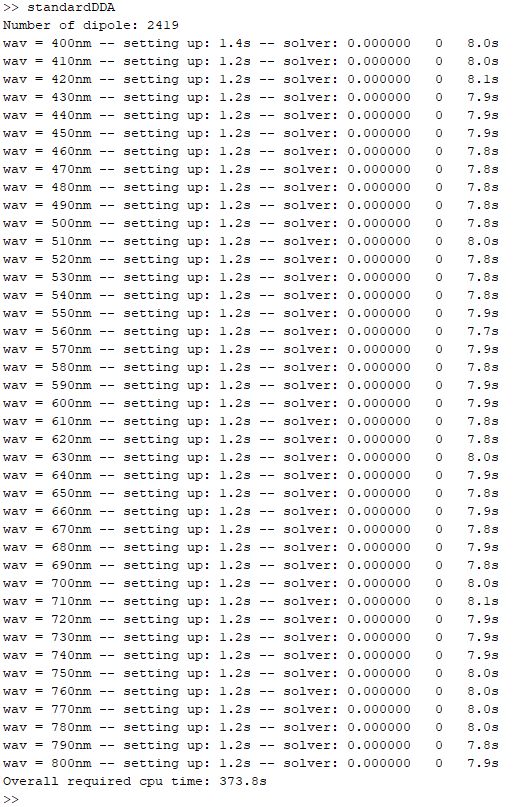 >> standardDDA
Number of dipole: 2419
wav = 400nm -- setting up: 1.4s -- solver: 0.000000   0   8.0s
wav = 410nm -- setting up: 1.2s -- solver: 0.000000   0   8.0s
wav = 420nm -- setting up: 1.2s -- solver: 0.000000   0   8.1s
wav = 430nm -- setting up: 1.2s -- solver: 0.000000   0   7.9s
wav = 440nm -- setting up: 1.2s -- solver: 0.000000   0   7.9s
wav = 450nm -- setting up: 1.2s -- solver: 0.000000   0   7.9s
wav = 460nm -- setting up: 1.2s -- solver: 0.000000   0   7.8s
wav = 470nm -- setting up: 1.2s -- solver: 0.000000   0   7.8s
wav = 480nm -- setting up: 1.2s -- solver: 0.000000   0   7.8s
wav = 490nm -- setting up: 1.2s -- solver: 0.000000   0   7.8s
wav = 500nm -- setting up: 1.2s -- solver: 0.000000   0   7.8s
wav = 510nm -- setting up: 1.2s -- solver: 0.000000   0   8.0s
wav = 520nm -- setting up: 1.2s -- solver: 0.000000   0   7.8s
wav = 530nm -- setting up: 1.2s -- solver: 0.000000   0   7.8s
wav = 540nm -- setting up: 1.2s -- solver: 0.000000   0   7.8s
wav = 550nm -- setting up: 1.2s -- solver: 0.000000   0   7.9s
wav = 560nm -- setting up: 1.2s -- solver: 0.000000   0   7.7s
wav = 570nm -- setting up: 1.2s -- solver: 0.000000   0   7.9s
wav = 580nm -- setting up: 1.2s -- solver: 0.000000   0   7.8s
wav = 590nm -- setting up: 1.2s -- solver: 0.000000   0   7.9s
wav = 600nm -- setting up: 1.2s -- solver: 0.000000   0   7.9s
wav = 610nm -- setting up: 1.2s -- solver: 0.000000   0   7.8s
wav = 620nm -- setting up: 1.2s -- solver: 0.000000   0   7.8s
wav = 630nm -- setting up: 1.2s -- solver: 0.000000   0   8.0s
wav = 640nm -- setting up: 1.2s -- solver: 0.000000   0   7.9s
wav = 650nm -- setting up: 1.2s -- solver: 0.000000   0   7.8s
wav = 660nm -- setting up: 1.2s -- solver: 0.000000   0   7.9s
wav = 670nm -- setting up: 1.2s -- solver: 0.000000   0   7.8s
wav = 680nm -- setting up: 1.2s -- solver: 0.000000   0   7.9s
wav = 690nm -- setting up: 1.2s -- solver: 0.000000   0   7.8s
wav = 700nm -- setting up: 1.2s -- solver: 0.000000   0   8.0s
wav = 710nm -- setting up: 1.2s -- solver: 0.000000   0   8.1s
wav = 720nm -- setting up: 1.2s -- solver: 0.000000   0   7.9s
wav = 730nm -- setting up: 1.2s -- solver: 0.000000   0   7.9s
wav = 740nm -- setting up: 1.2s -- solver: 0.000000   0   7.9s
wav = 750nm -- setting up: 1.2s -- solver: 0.000000   0   8.0s
wav = 760nm -- setting up: 1.2s -- solver: 0.000000   0   8.0s
wav = 770nm -- setting up: 1.2s -- solver: 0.000000   0   8.0s
wav = 780nm -- setting up: 1.2s -- solver: 0.000000   0   8.0s
wav = 790nm -- setting up: 1.2s -- solver: 0.000000   0   7.8s
wav = 800nm -- setting up: 1.2s -- solver: 0.000000   0   7.9s
Overall required cpu time: 373.8s
>>